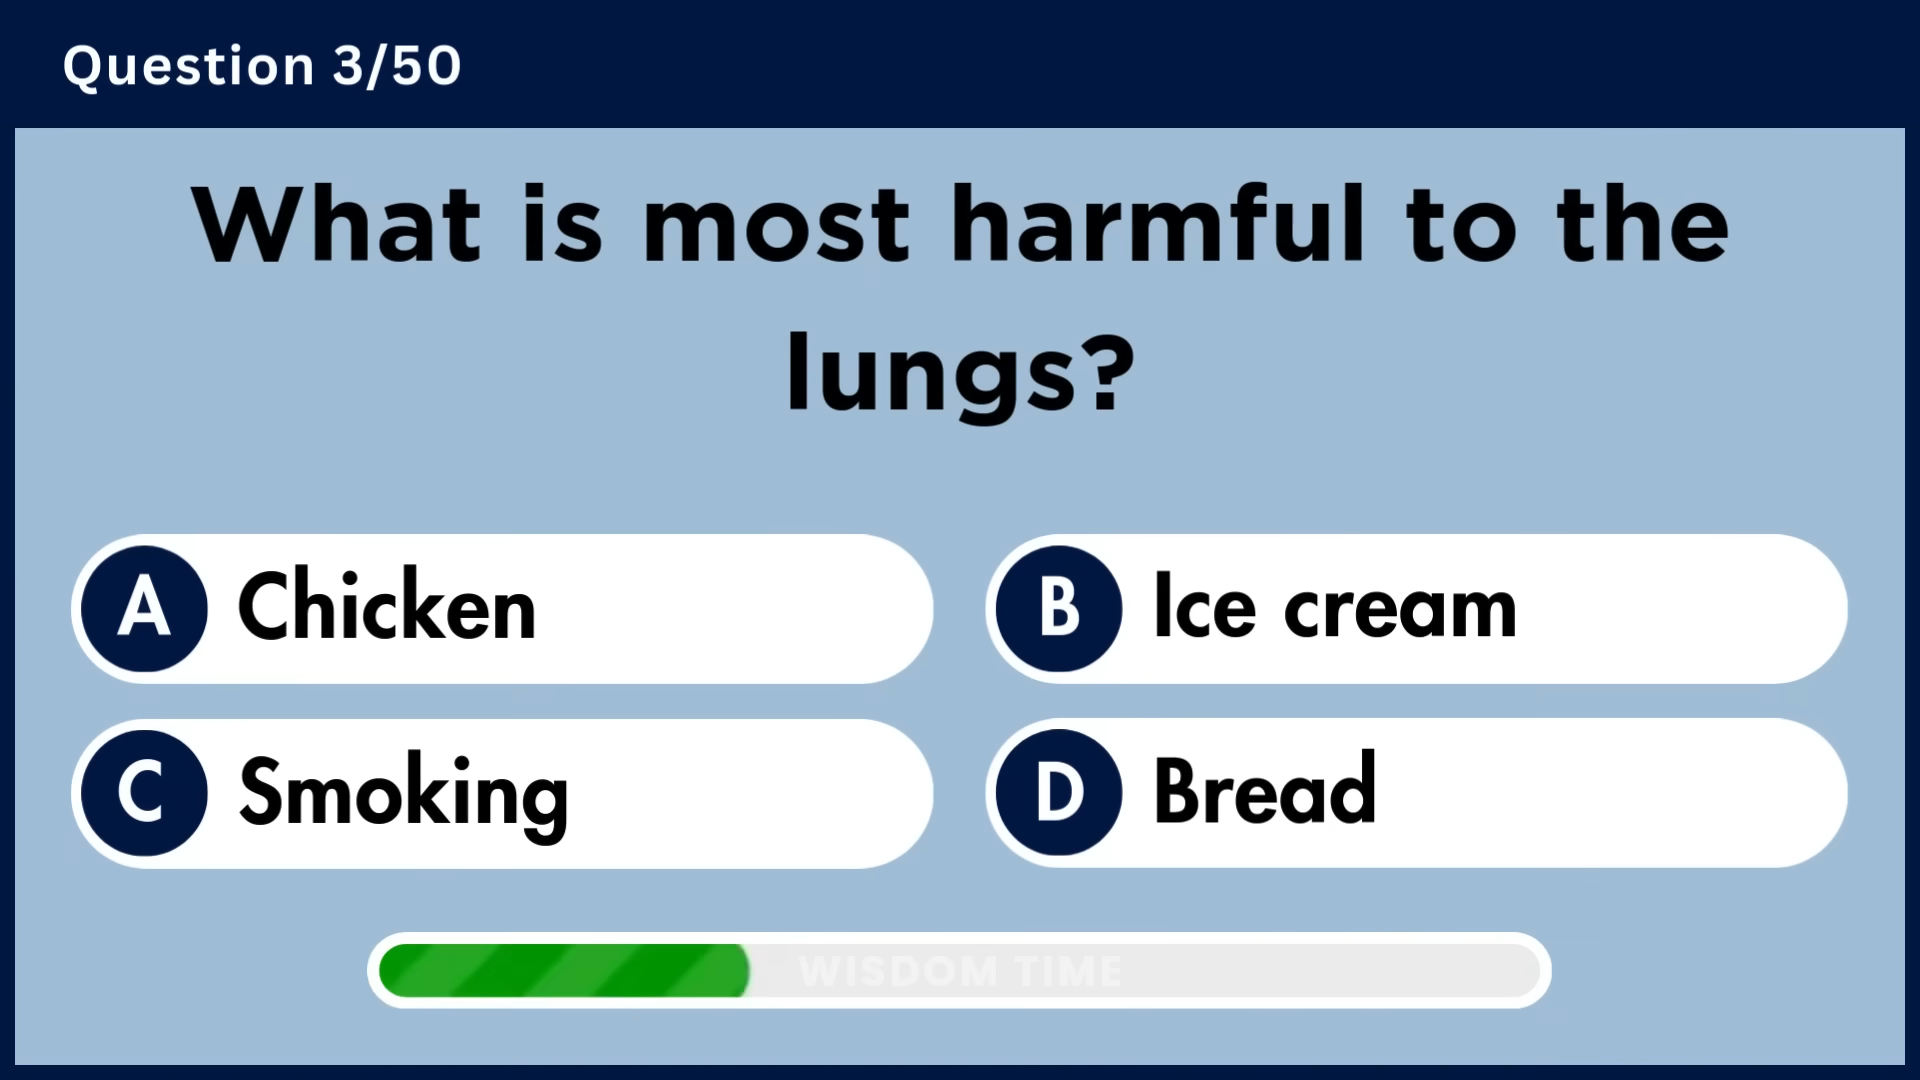 Question 3/50
What is most harmful to the
lungs?
A Chicken
B Ice cream
C Smoking
D Bread
WISDOM TIME